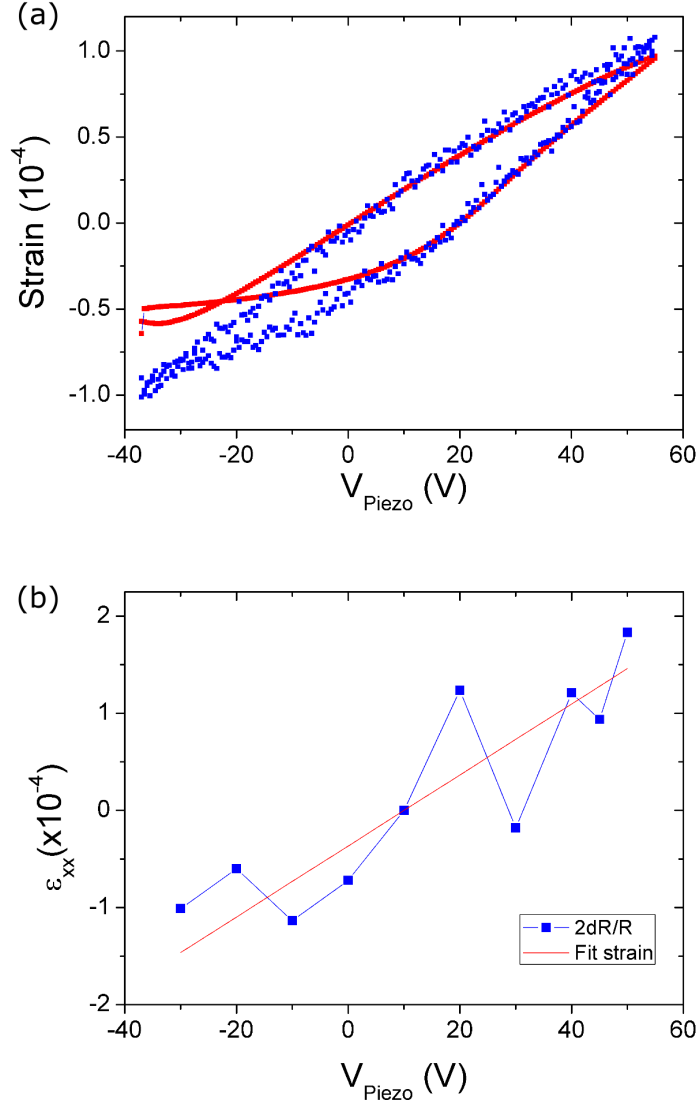 (a)
1.0
0.5
0.0
-0.5
-1.0
Strain (10⁻⁴)
-40 -20 0 20 40 60
V_Piezo (V)
(b)
2
1
0
-1
-2
ε_xx(x10⁻⁴)
2dR/R
Fit strain
-40 -20 0 20 40 60
V_Piezo (V)